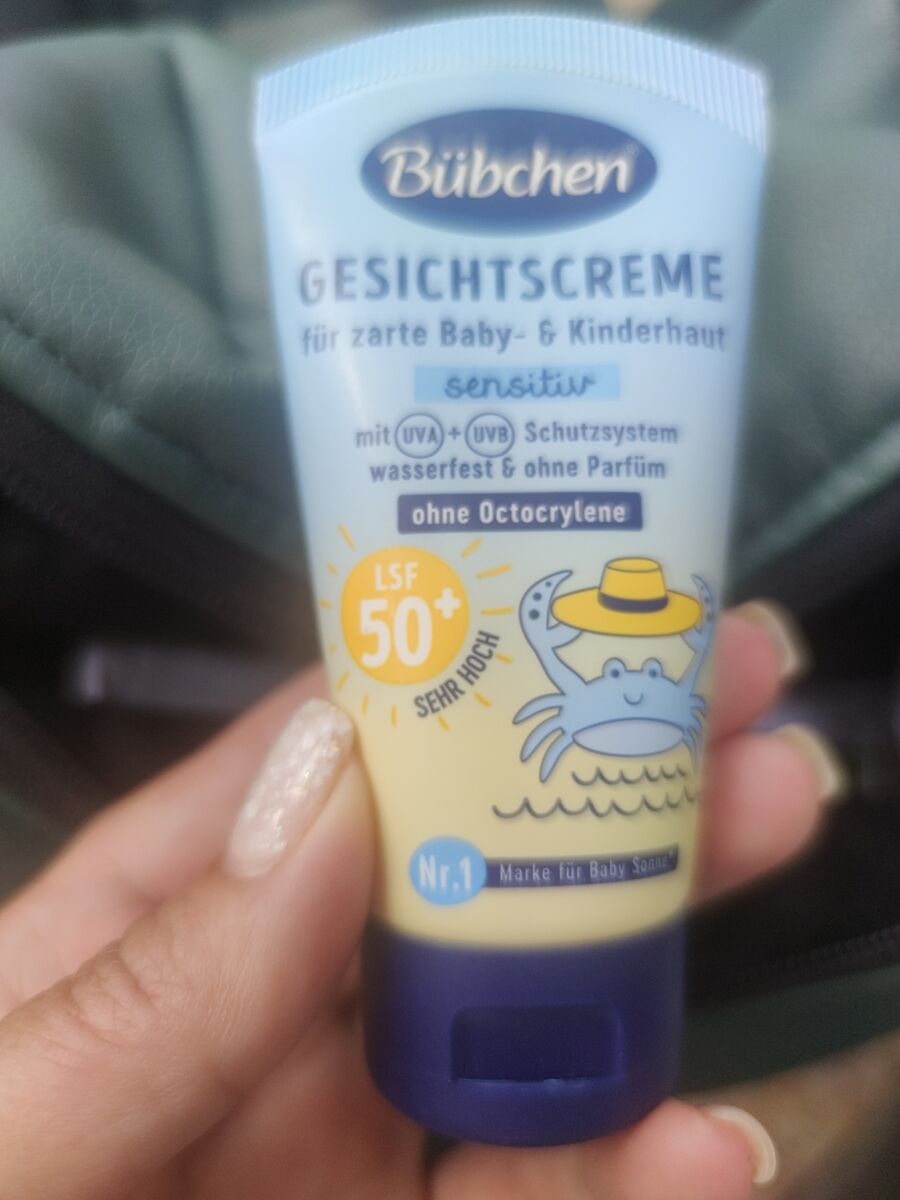 Bübchen
GESICHTSCREME
für zarte Baby- & Kinderhaut
sensitiv
mit UVA + UVB Schutzsystem
wasserfest & ohne Parfüm
ohne Octocrylene
LSF
50+
SEHR HOCH
Nr.1 Marke für Baby Sonne*